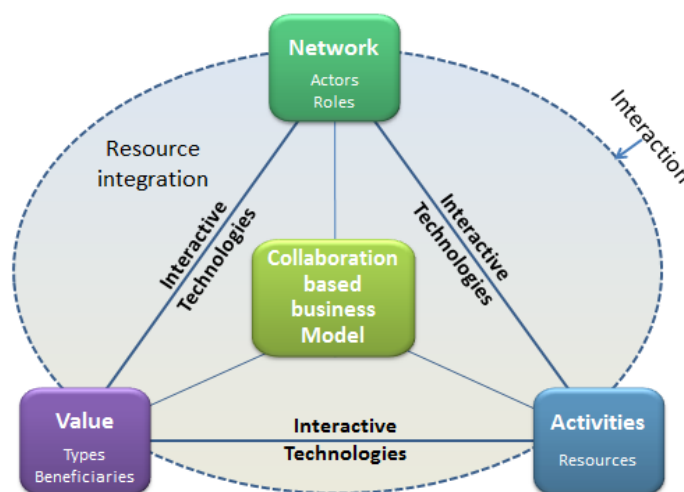 Network
Actors
Roles
Interaction
Resource
integration
Interactive
Technologies
Interactive
Technologies
Collaboration
based
business
Model
Value
Types
Beneficiaries
Interactive
Technologies
Activities
Resources